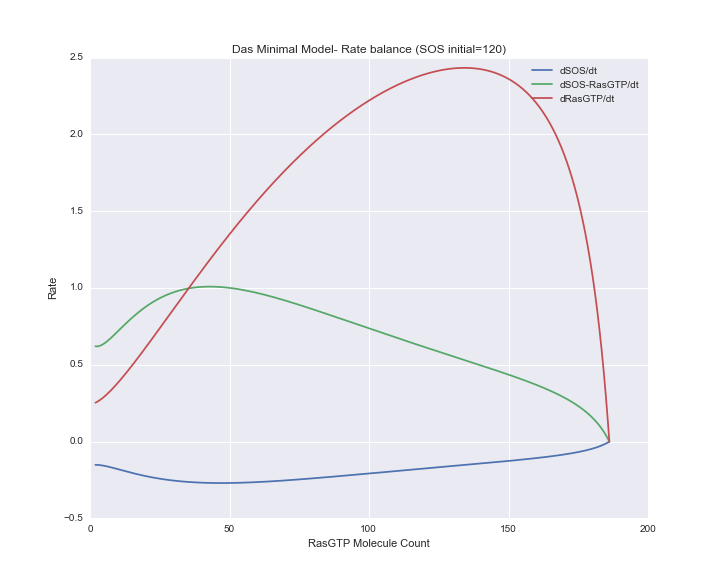 Das Minimal Model- Rate balance (SOS initial=120)
2.5
2.0
1.5
1.0
0.5
0.0
−0.5
Rate
dSOS/dt
dSOS-RasGTP/dt
dRasGTP/dt
0 50 100 150 200
RasGTP Molecule Count